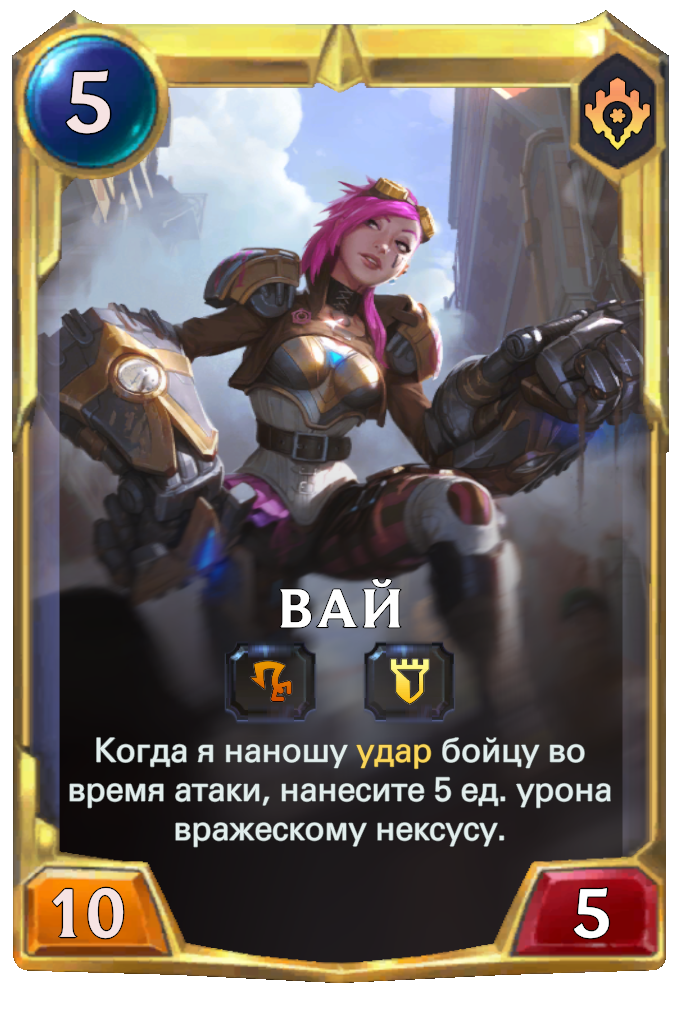 5
ВАЙ
Когда я наношу удар бойцу во
время атаки, нанесите 5 ед. урона
вражескому нексусу.
10
5